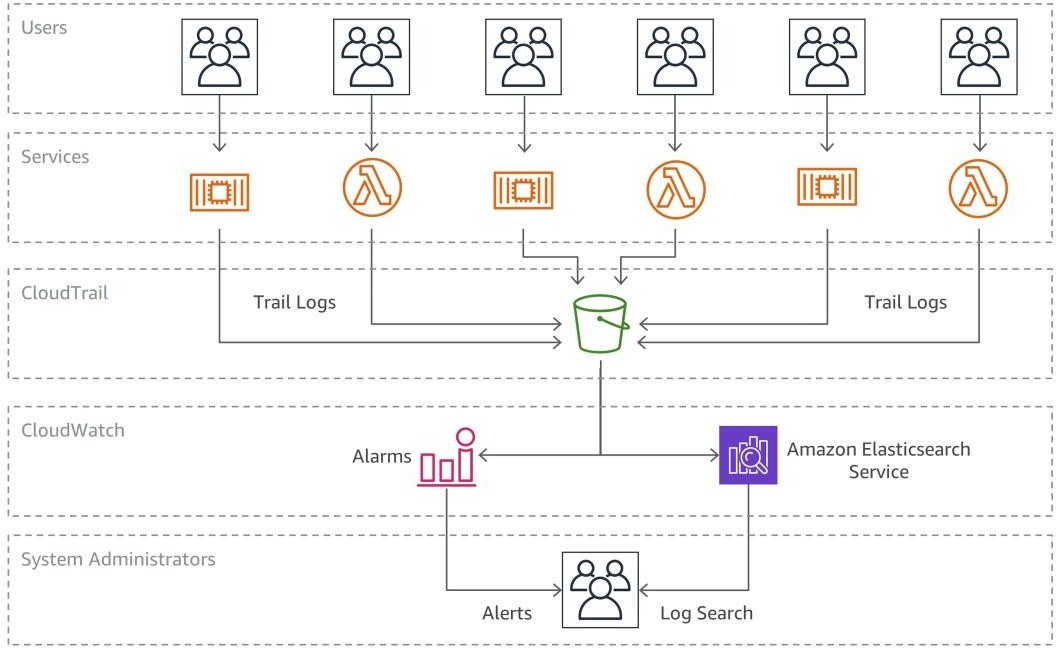 Users
Services
CloudTrail
Trail Logs
Trail Logs
CloudWatch
Alarms
Amazon Elasticsearch
Service
System Administrators
Alerts
Log Search